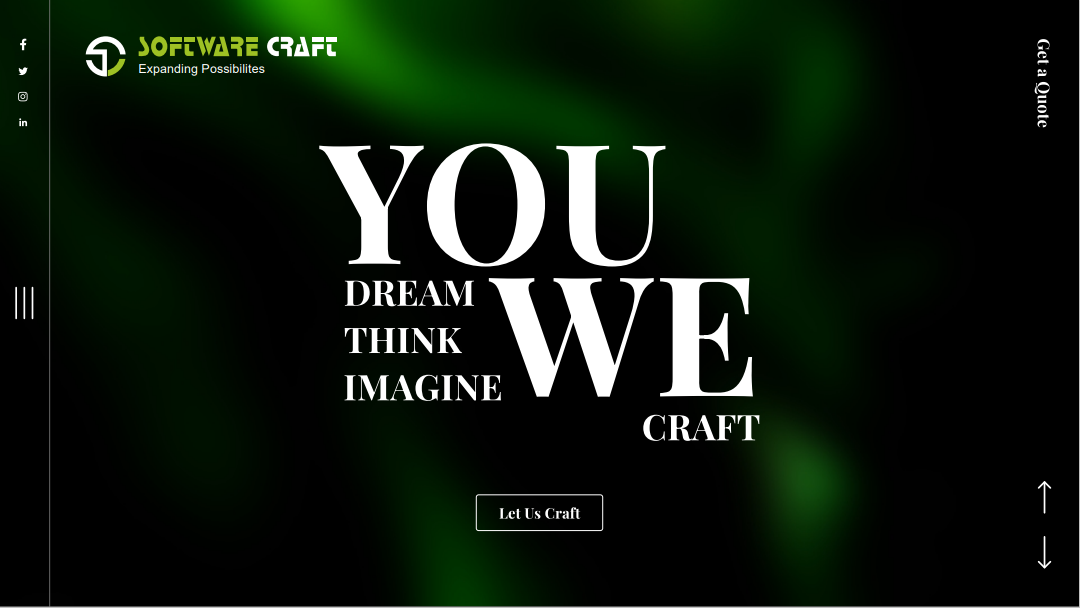 SOFTWARE CRAFT
Expanding Possibilites
Get a Quote
YOU
DREAM
THINK
IMAGINE
WE
CRAFT
Let Us Craft